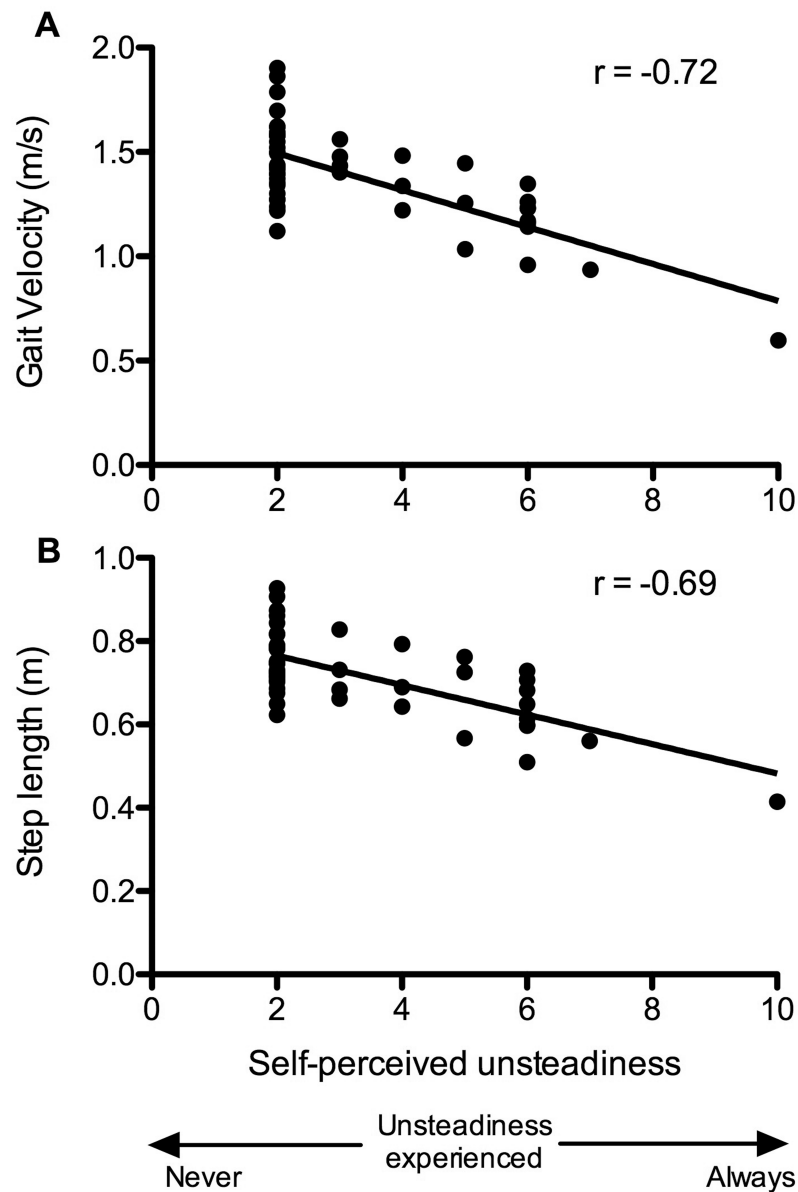 A
2.0
r = -0.72
1.5
1.0
0.5
0.0
Gait Velocity (m/s)
0 2 4 6 8 10
B
1.0
r = -0.69
0.8
0.6
0.4
0.2
0.0
Step length (m)
0 2 4 6 8 10
Self-perceived unsteadiness
Unsteadiness
experienced
Never Always